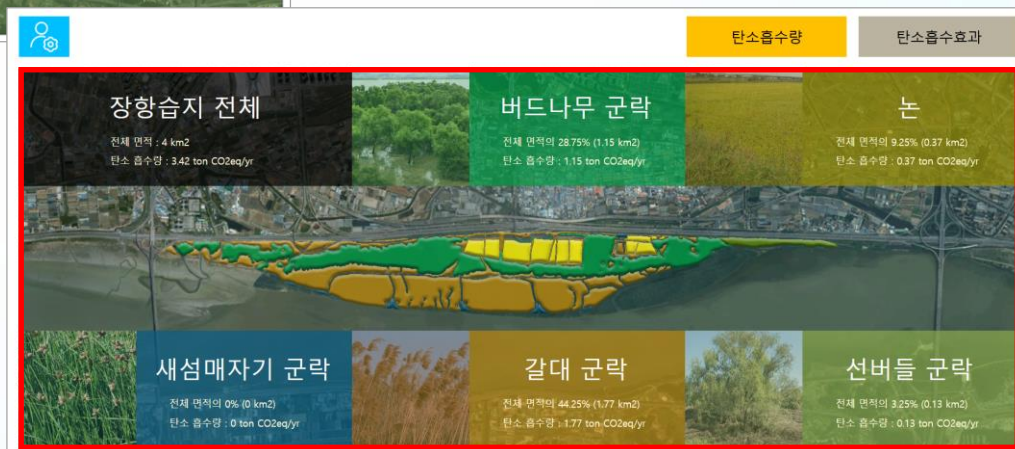 탄소흡수량
탄소흡수효과
장항습지 전체
전체 면적 : 4 km2
탄소 흡수량 : 3.42 ton CO2eq/yr
버드나무 군락
전체 면적의 28.75% (1.15 km2)
탄소 흡수량 : 1.15 ton CO2eq/yr
논
전체 면적의 9.25% (0.37 km2)
탄소 흡수량 : 0.37 ton CO2eq/yr
새섬매자기 군락
전체 면적의 0% (0 km2)
탄소 흡수량 : 0 ton CO2eq/yr
갈대 군락
전체 면적의 44.25% (1.77 km2)
탄소 흡수량 : 1.77 ton CO2eq/yr
선버들 군락
전체 면적의 3.25% (0.13 km2)
탄소 흡수량 : 0.13 ton CO2eq/yr